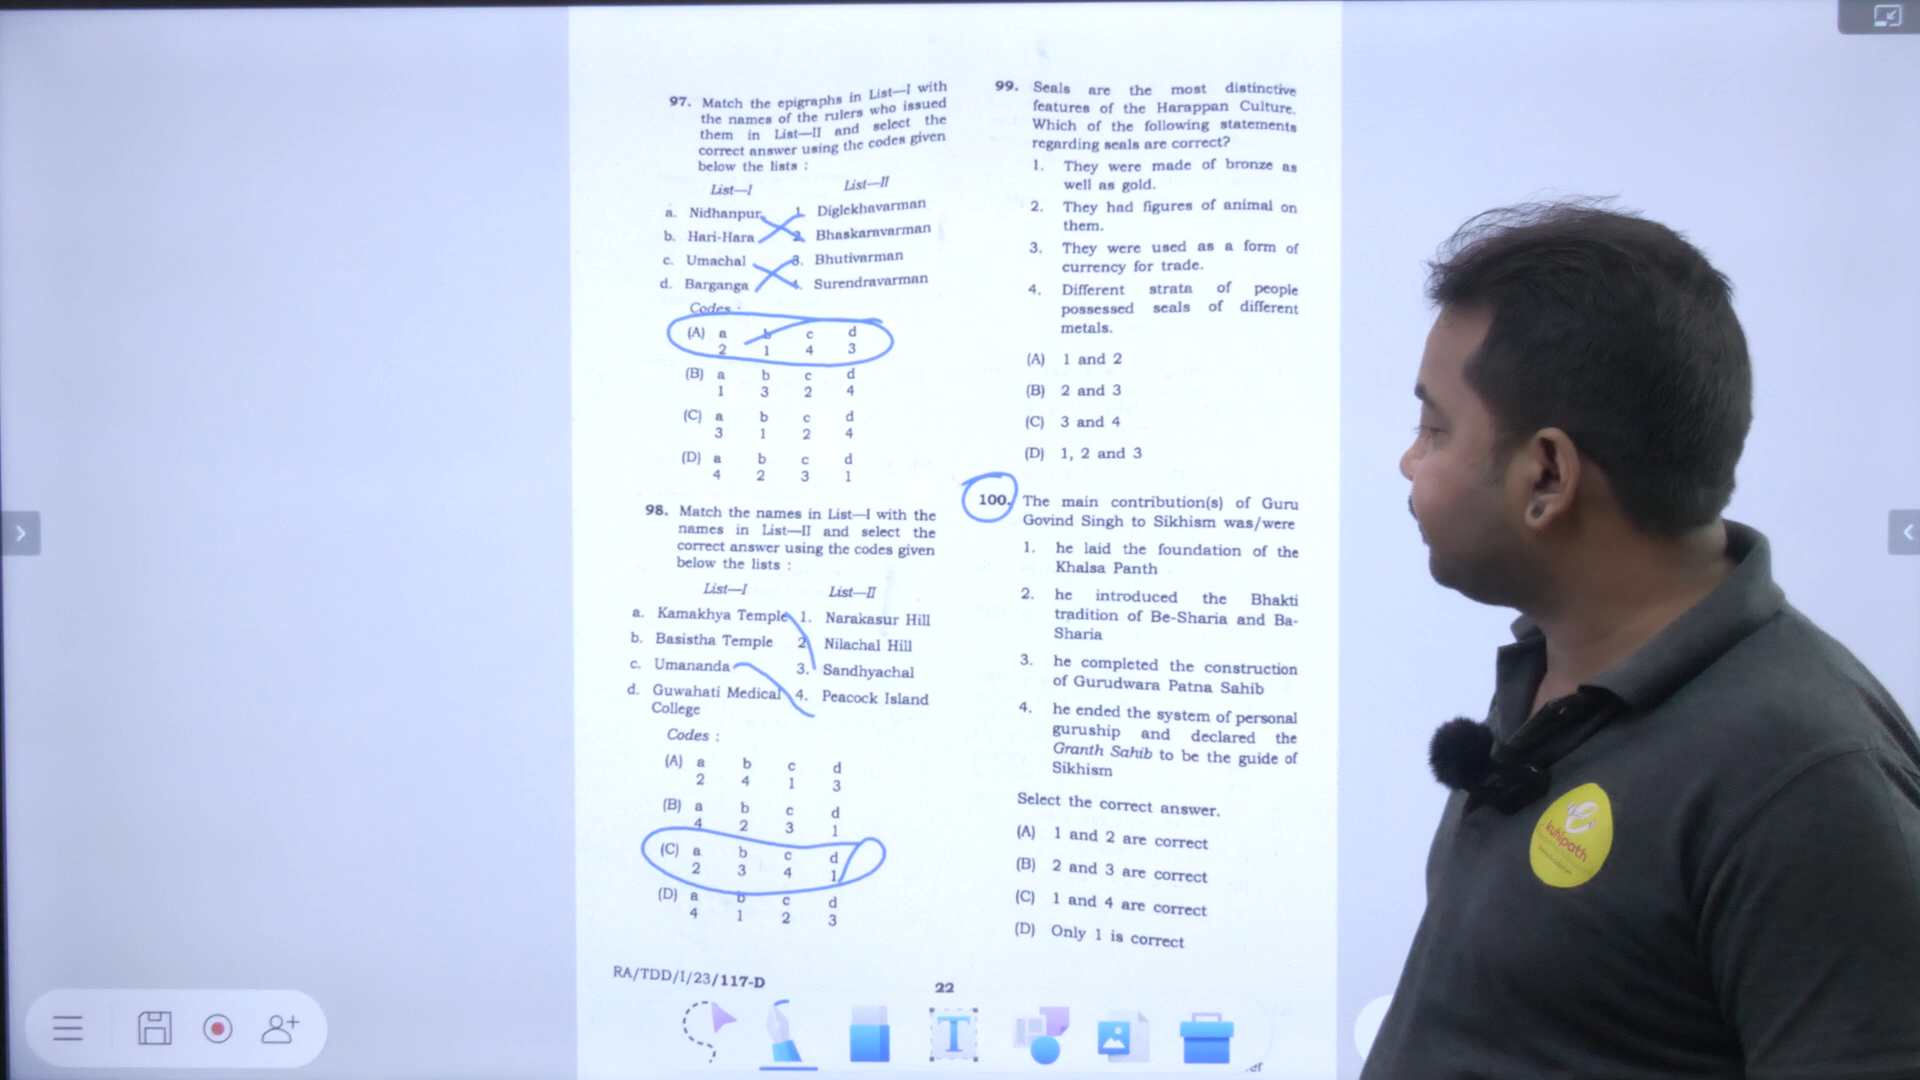 97. Match the epigraphs in List—I with
the names of the rulers who issued
them in List—II and select the
correct answer using the codes given
below the lists :
List—I List—II
a. Nidhanpur 1. Diglekhavarman
b. Hari-Hara 2. Bhaskaravarman
c. Umachal 3. Bhutivarman
d. Barganga 4. Surendravarman
Codes :
(A) a b c d
2 1 4 3
(B) a b c d
1 3 2 4
(C) a b c d
3 1 2 4
(D) a b c d
4 2 3 1
98. Match the names in List—I with the
names in List—II and select the
correct answer using the codes given
below the lists :
List—I List—II
a. Kamakhya Temple 1. Narakasur Hill
b. Basistha Temple 2. Nilachal Hill
c. Umananda 3. Sandhyachal
d. Guwahati Medical 4. Peacock Island
College
Codes :
(A) a b c d
2 4 1 3
(B) a b c d
4 2 3 1
(C) a b c d
2 3 4 1
(D) a b c d
4 1 2 3
RA/TDD/I/23/117-D 22
99. Seals are the most distinctive
features of the Harappan Culture.
Which of the following statements
regarding seals are correct?
1. They were made of bronze as
well as gold.
2. They had figures of animal on
them.
3. They were used as a form of
currency for trade.
4. Different strata of people
possessed seals of different
metals.
(A) 1 and 2
(B) 2 and 3
(C) 3 and 4
(D) 1, 2 and 3
100. The main contribution(s) of Guru
Govind Singh to Sikhism was/were
1. he laid the foundation of the
Khalsa Panth
2. he introduced the Bhakti
tradition of Be-Sharia and Ba-
Sharia
3. he completed the construction
of Gurudwara Patna Sahib
4. he ended the system of personal
guruship and declared the
Granth Sahib to be the guide of
Sikhism
Select the correct answer.
(A) 1 and 2 are correct
(B) 2 and 3 are correct
(C) 1 and 4 are correct
(D) Only 1 is correct
T
kuhipath